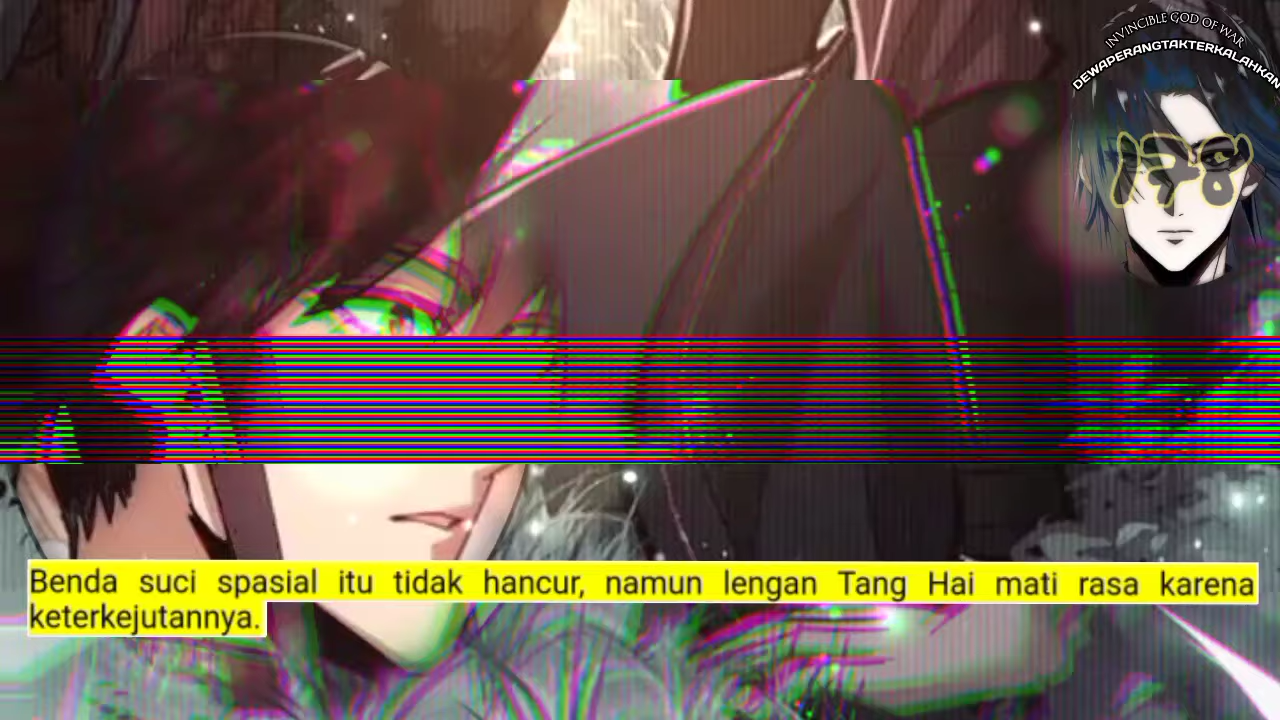 INVINCIBLE GOD OF WAR
DEWAPERANGTAKTERKALAHKAN
178
Benda suci spasial itu tidak hancur, namun lengan Tang Hai mati rasa karena
keterkejutannya.